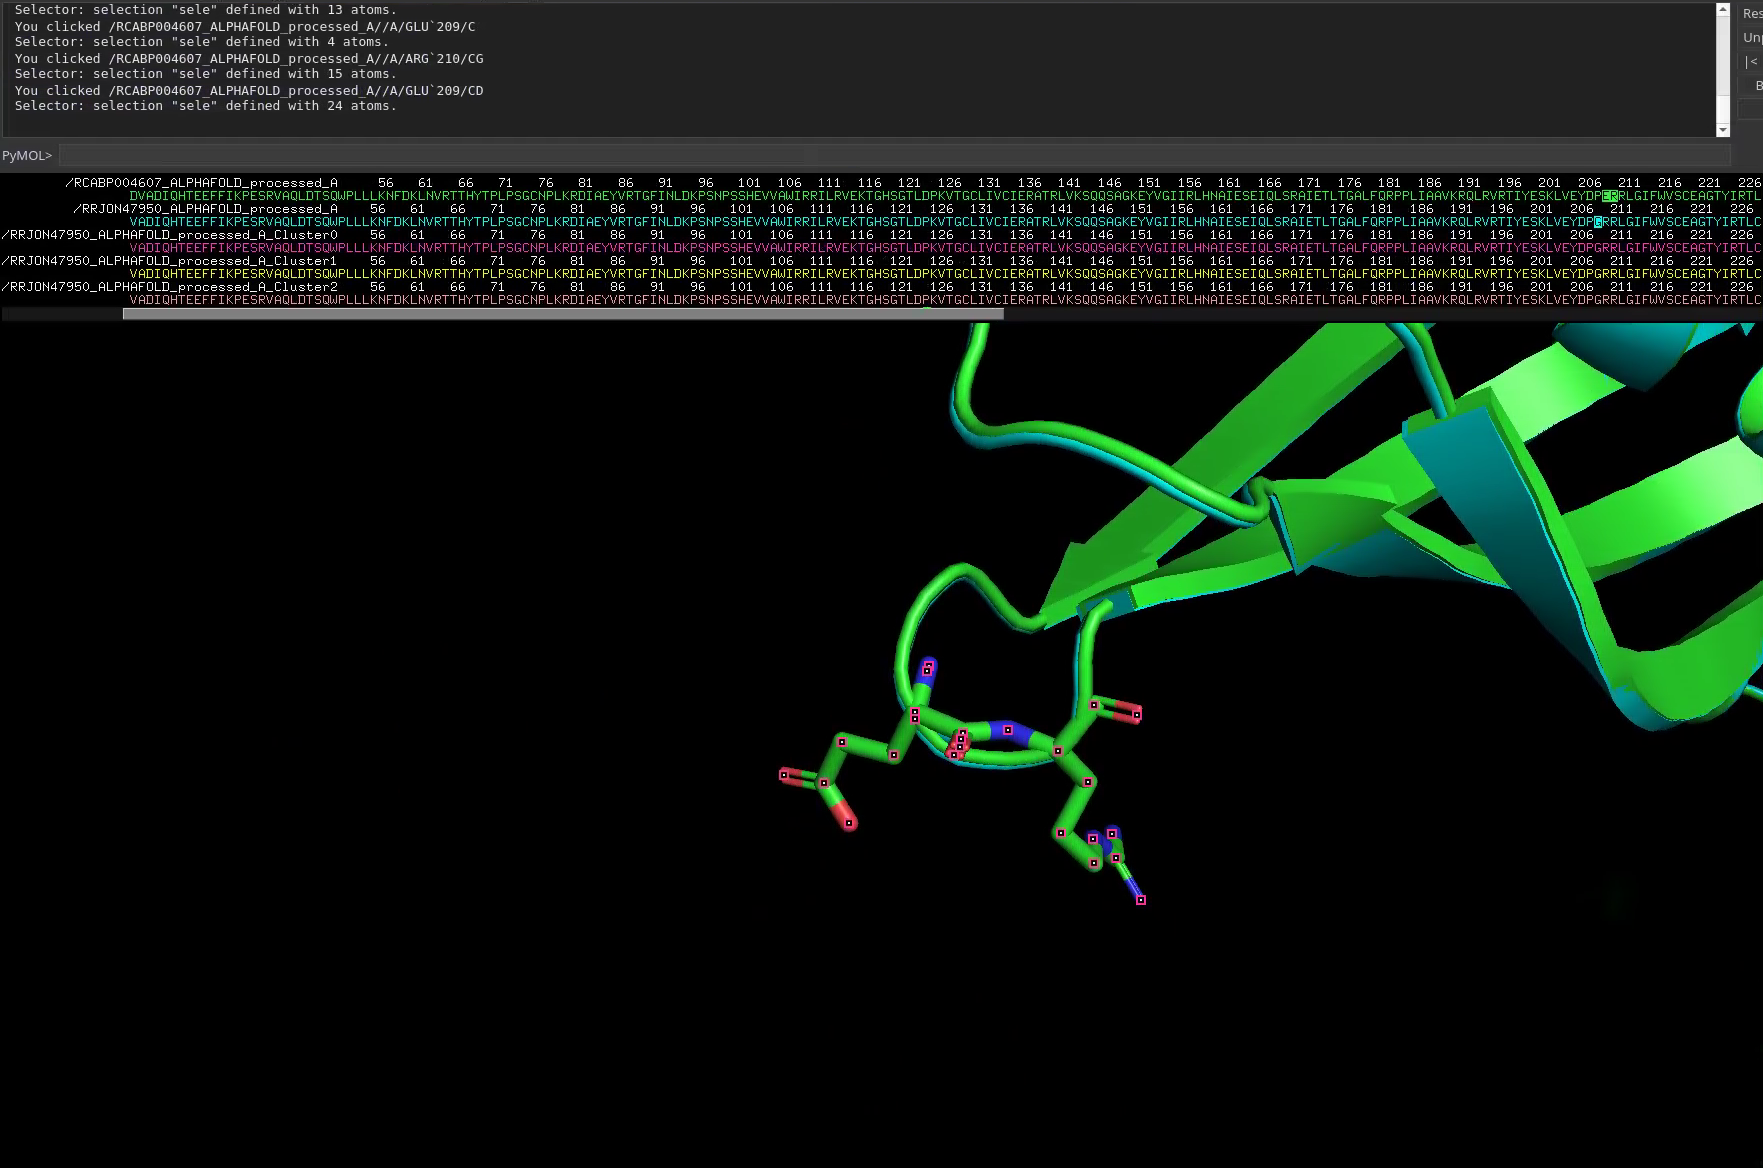 Selector: selection "sele" defined with 13 atoms.
You clicked /RCABP004607_ALPHAFOLD_processed_A//A/GLU`209/C
Selector: selection "sele" defined with 4 atoms.
You clicked /RCABP004607_ALPHAFOLD_processed_A//A/ARG`210/CG
Selector: selection "sele" defined with 15 atoms.
You clicked /RCABP004607_ALPHAFOLD_processed_A//A/GLU`209/CD
Selector: selection "sele" defined with 24 atoms.
Res
Unp
|<
B
PyMOL>
/RCABP004607_ALPHAFOLD_processed_A 56 61 66 71 76 81 86 91 96 101 106 111 116 121 126 131 136 141 146 151 156 161 166 171 176 181 186 191 196 201 206 211 216 221 226
DVADIQHTEEFFIKPESRVAQLDTSQWPLLLKNFDKLNVRTTHYTPLPSGCNPLKRDIAEYVRTGFINLDKPSNPSSHEVVAWIRRILRVEKTGHSGTLDPKVTGCLIVCIERATRLVKSQQSAGKEYVGIIRLHNAIESEIQLSRAIETLTGALFQRPPLIAAVKRQLRVRTIYESKLVEYDPERRLGIFWVSCEAGTYIRTL
/RRJON47950_ALPHAFOLD_processed_A 56 61 66 71 76 81 86 91 96 101 106 111 116 121 126 131 136 141 146 151 156 161 166 171 176 181 186 191 196 201 206 211 216 221 226
VADIQHTEEFFIKPESRVAQLDTSQWPLLLKNFDKLNVRTTHYTPLPSGCNPLKRDIAEYVRTGFINLDKPSNPSSHEVVAWIRRILRVEKTGHSGTLDPKVTGCLIVCIERATRLVKSQQSAGKEYVGIIRLHNAIESEIQLSRAIETLTGALFQRPPLIAAVKRQLRVRTIYESKLVEYDPGRRLGIFWVSCEAGTYIRTLC
/RRJON47950_ALPHAFOLD_processed_A_Cluster0 56 61 66 71 76 81 86 91 96 101 106 111 116 121 126 131 136 141 146 151 156 161 166 171 176 181 186 191 196 201 206 211 216 221 226
VADIQHTEEFFIKPESRVAQLDTSQWPLLLKNFDKLNVRTTHYTPLPSGCNPLKRDIAEYVRTGFINLDKPSNPSSHEVVAWIRRILRVEKTGHSGTLDPKVTGCLIVCIERATRLVKSQQSAGKEYVGIIRLHNAIESEIQLSRAIETLTGALFQRPPLIAAVKRQLRVRTIYESKLVEYDPGRRLGIFWVSCEAGTYIRTLC
/RRJON47950_ALPHAFOLD_processed_A_Cluster1 56 61 66 71 76 81 86 91 96 101 106 111 116 121 126 131 136 141 146 151 156 161 166 171 176 181 186 191 196 201 206 211 216 221 226
VADIQHTEEFFIKPESRVAQLDTSQWPLLLKNFDKLNVRTTHYTPLPSGCNPLKRDIAEYVRTGFINLDKPSNPSSHEVVAWIRRILRVEKTGHSGTLDPKVTGCLIVCIERATRLVKSQQSAGKEYVGIIRLHNAIESEIQLSRAIETLTGALFQRPPLIAAVKRQLRVRTIYESKLVEYDPGRRLGIFWVSCEAGTYIRTLC
/RRJON47950_ALPHAFOLD_processed_A_Cluster2 56 61 66 71 76 81 86 91 96 101 106 111 116 121 126 131 136 141 146 151 156 161 166 171 176 181 186 191 196 201 206 211 216 221 226
VADIQHTEEFFIKPESRVAQLDTSQWPLLLKNFDKLNVRTTHYTPLPSGCNPLKRDIAEYVRTGFINLDKPSNPSSHEVVAWIRRILRVEKTGHSGTLDPKVTGCLIVCIERATRLVKSQQSAGKEYVGIIRLHNAIESEIQLSRAIETLTGALFQRPPLIAAVKRQLRVRTIYESKLVEYDPGRRLGIFWVSCEAGTYIRTLC